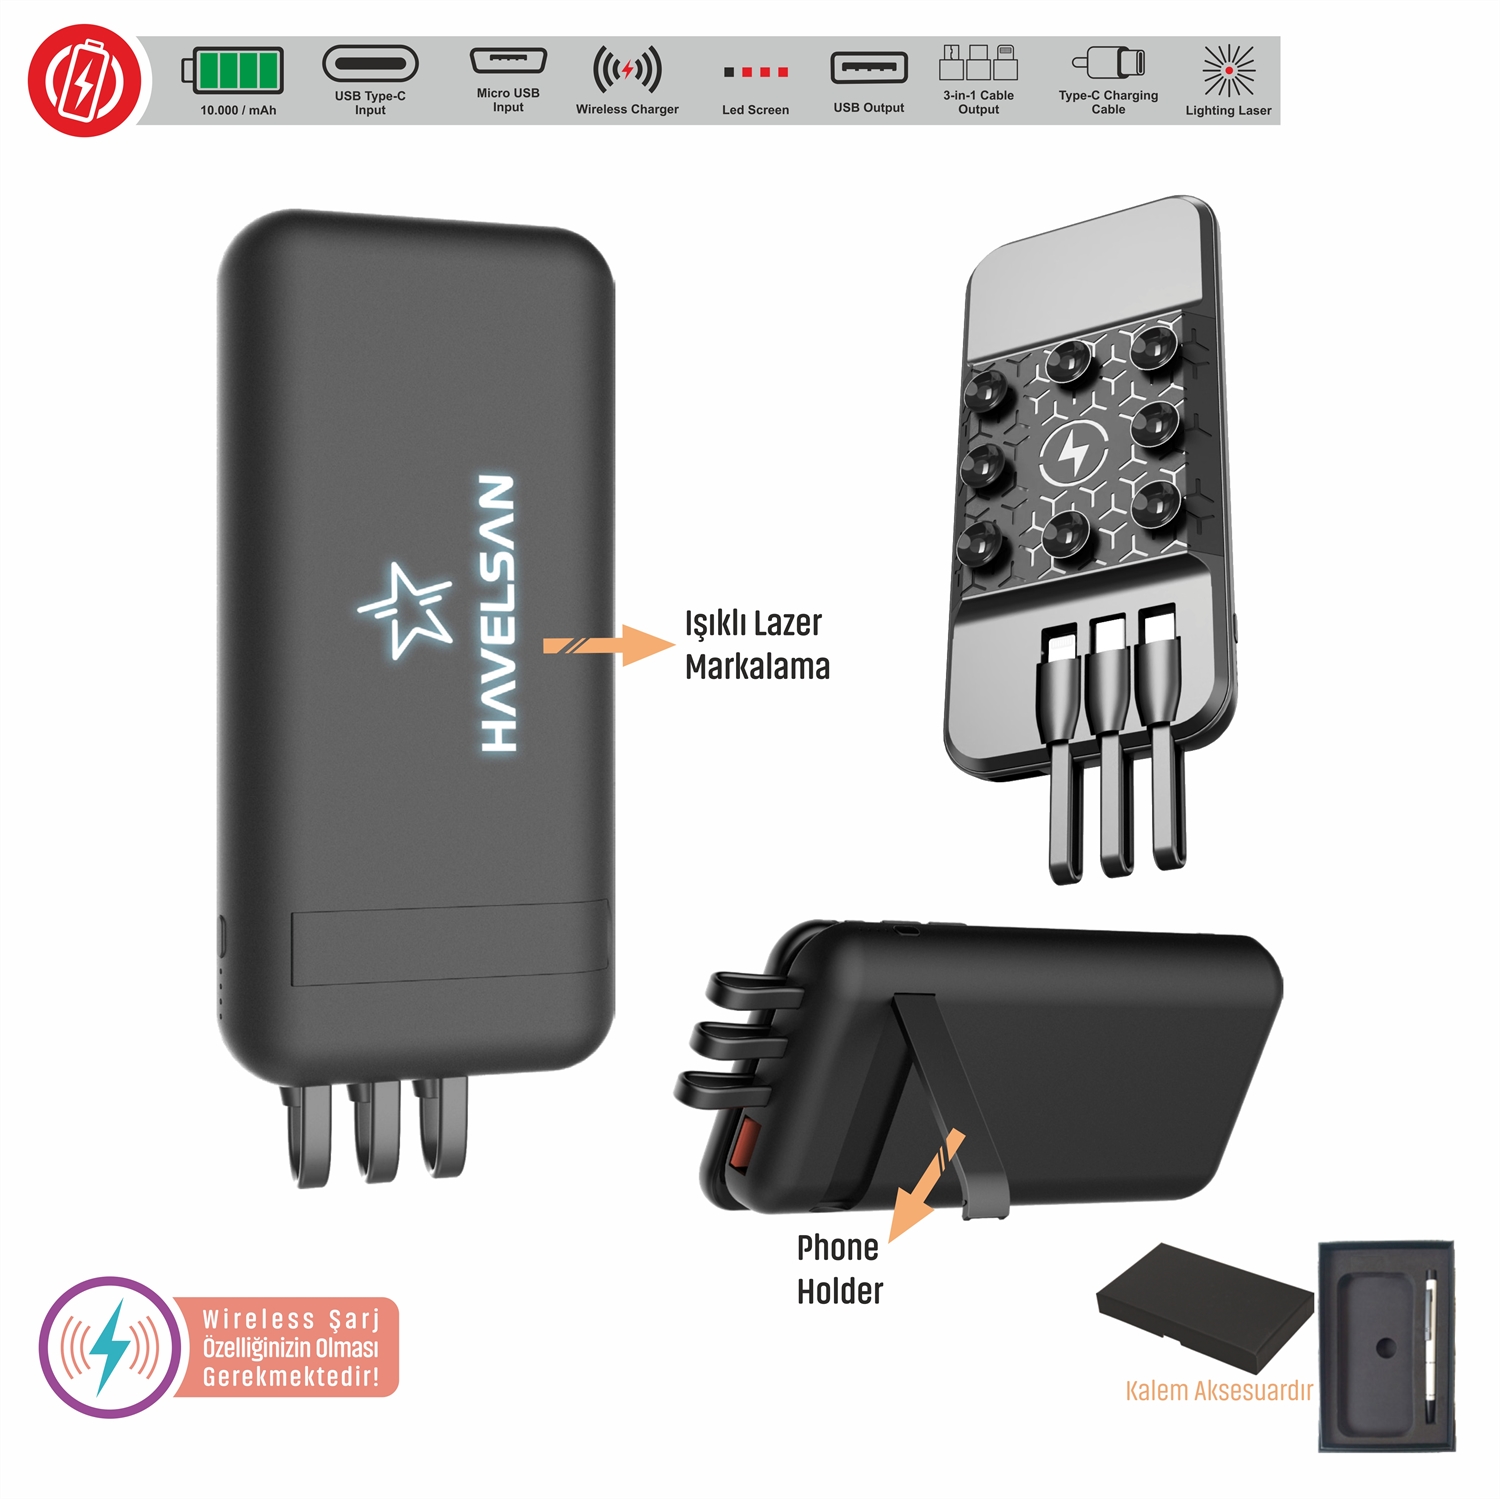 10.000 / mAh
USB Type-C
Input
Micro USB
Input
Wireless Charger
Led Screen
USB Output
3-in-1 Cable
Output
Type-C Charging
Cable
Lighting Laser
HAVELSAN
Işıklı Lazer
Markalama
Phone
Holder
Wireless Şarj
Özelliğinizin Olması
Gerekmektedir!
Kalem Aksesuardır